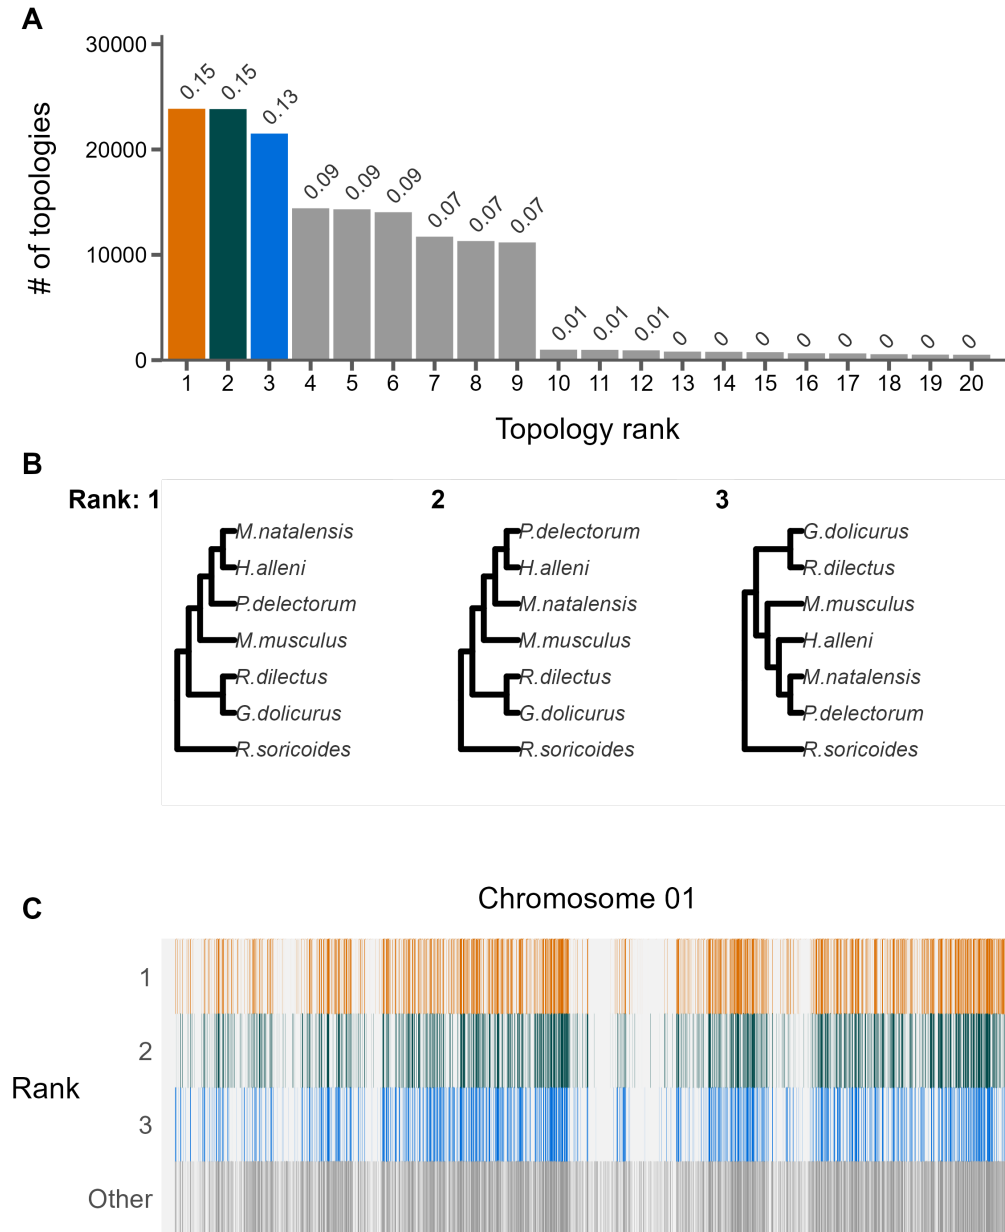 A
# of topologies
30000
20000
10000
0
0.15
0.15
0.13
0.09
0.09
0.09
0.07
0.07
0.07
0.01
0.01
0.01
0
0
0
0
0
0
0
0
1 2 3 4 5 6 7 8 9 10 11 12 13 14 15 16 17 18 19 20
Topology rank
B
Rank: 1
M.natalensis
H.alleni
P.delectorum
M.musculus
R.dilectus
G.dolicurus
R.soricoides
2
P.delectorum
H.alleni
M.natalensis
M.musculus
R.dilectus
G.dolicurus
R.soricoides
3
G.dolicurus
R.dilectus
M.musculus
H.alleni
M.natalensis
P.delectorum
R.soricoides
C
Chromosome 01
Rank
1
2
3
Other